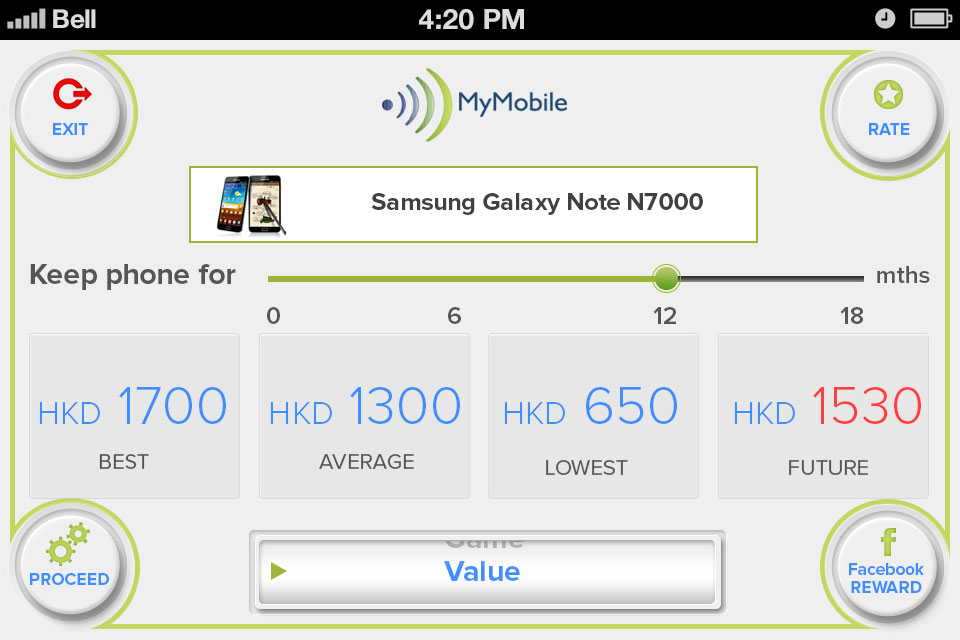 Bell 4:20 PM
EXIT
MyMobile
RATE
Samsung Galaxy Note N7000
Keep phone for
mths
0 6 12 18
HKD 1700
BEST
HKD 1300
AVERAGE
HKD 650
LOWEST
HKD 1530
FUTURE
PROCEED
Game
Value
Facebook
REWARD